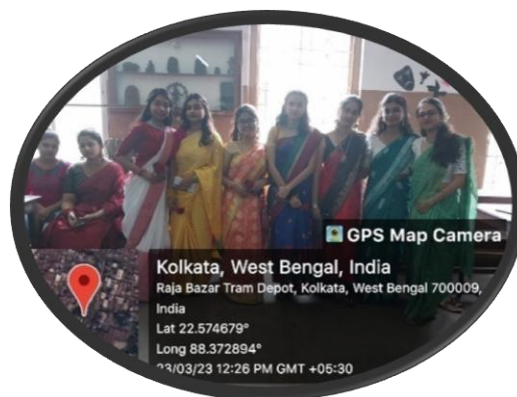 GPS Map Camera
Kolkata, West Bengal, India
Raja Bazar Tram Depot, Kolkata, West Bengal 700009,
India
Lat 22.574679°
Long 88.372894°
23/03/23 12:26 PM GMT +05:30